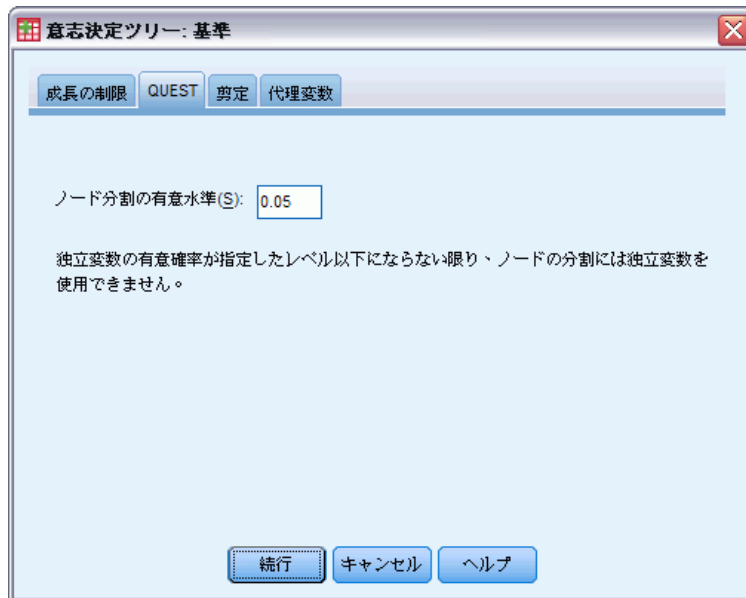 意志決定ツリー: 基準
成長の制限 QUEST 剪定 代理変数
ノード分割の有意水準(S): 0.05
独立変数の有意確率が指定したレベル以下にならない限り、ノードの分割には独立変数を
使用できません。
続行 キャンセル ヘルプ